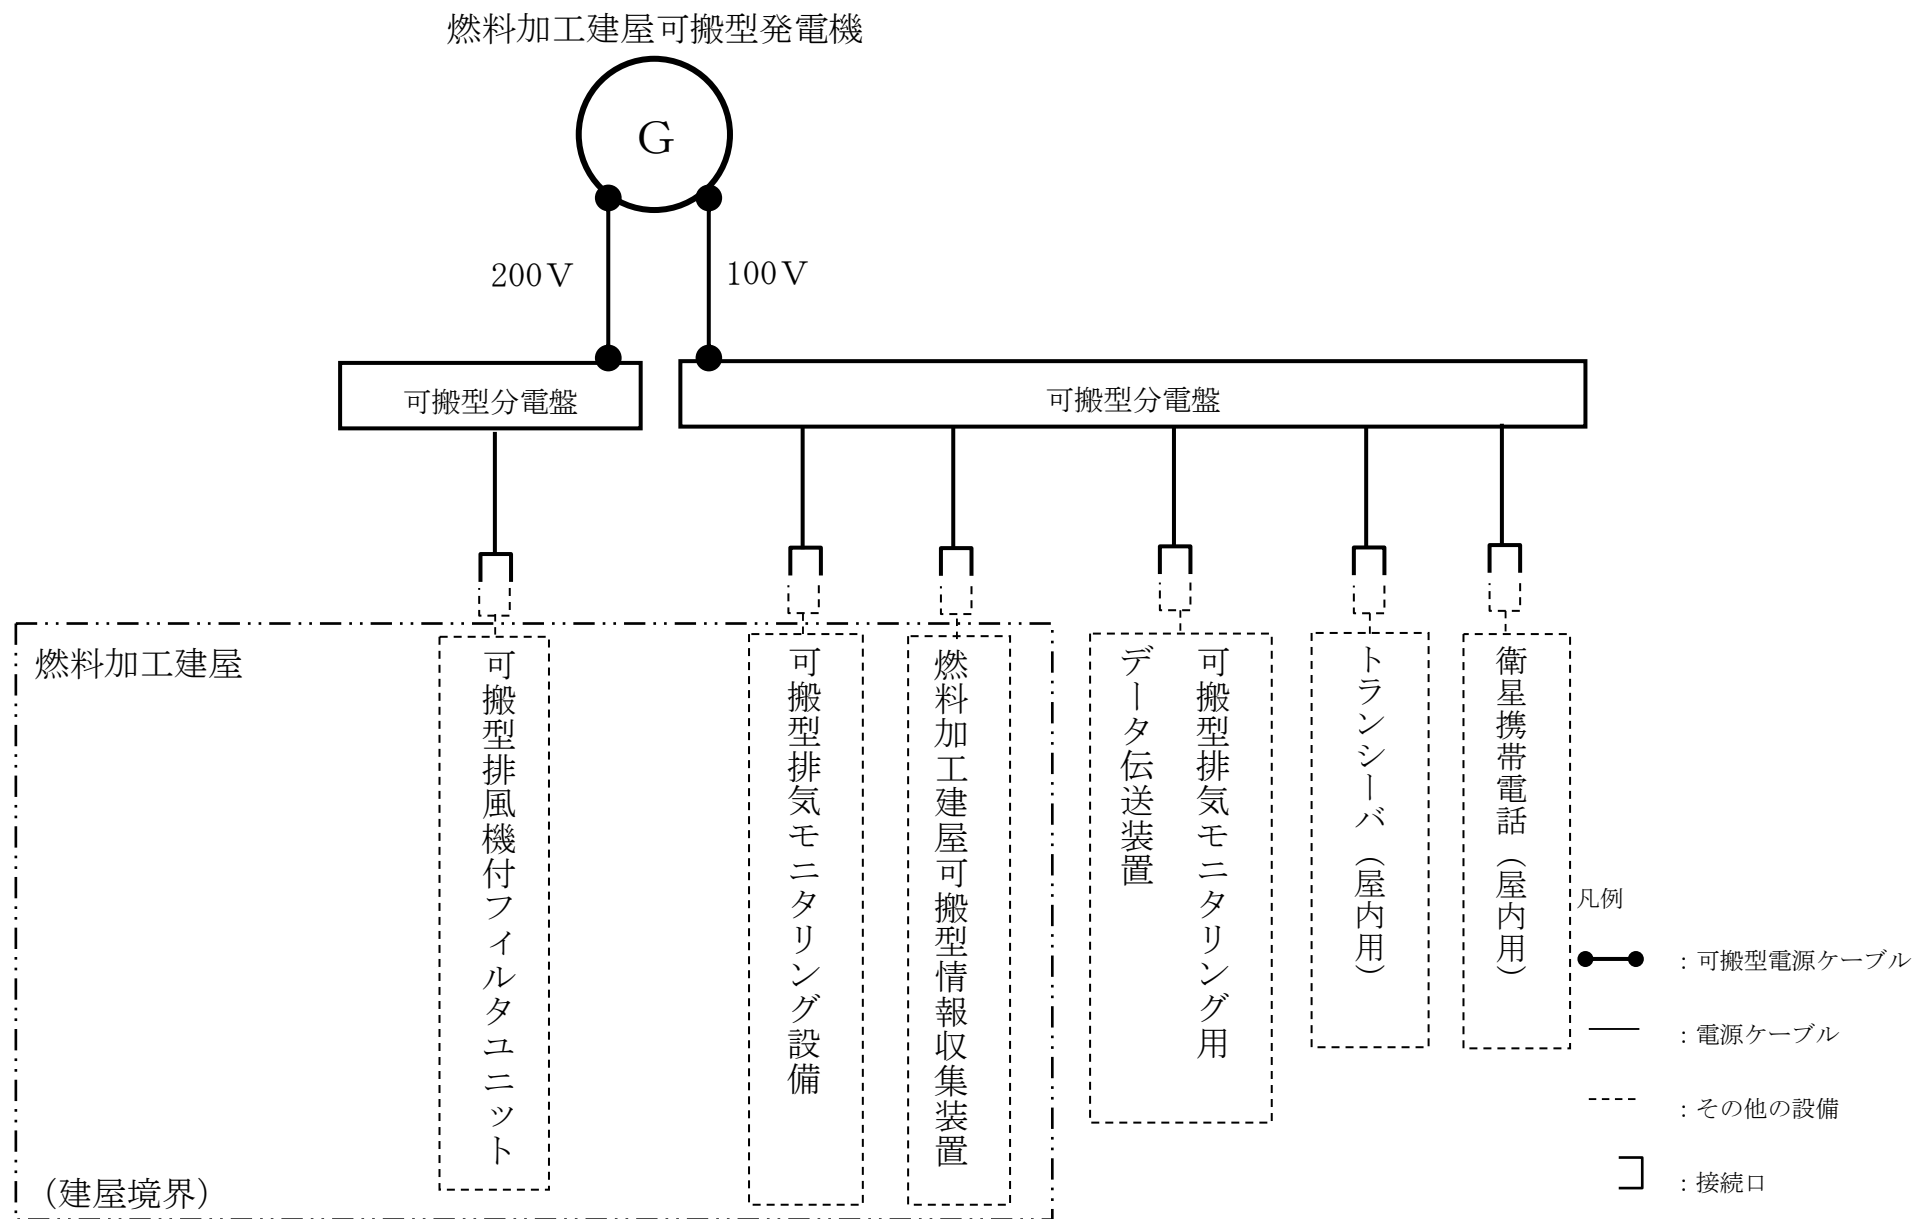 燃料加工建屋可搬型発電機
G
200V
100V
可搬型分電盤
可搬型分電盤
燃料加工建屋
可搬型排風機付フィルタユニット
可搬型排気モニタリング設備
燃料加工建屋可搬型情報収集装置
可搬型排気モニタリング用
データ伝送装置
トランシーバ（屋内用）
衛星携帯電話（屋内用）
（建屋境界）
凡例
：可搬型電源ケーブル
：電源ケーブル
：その他の設備
：接続口